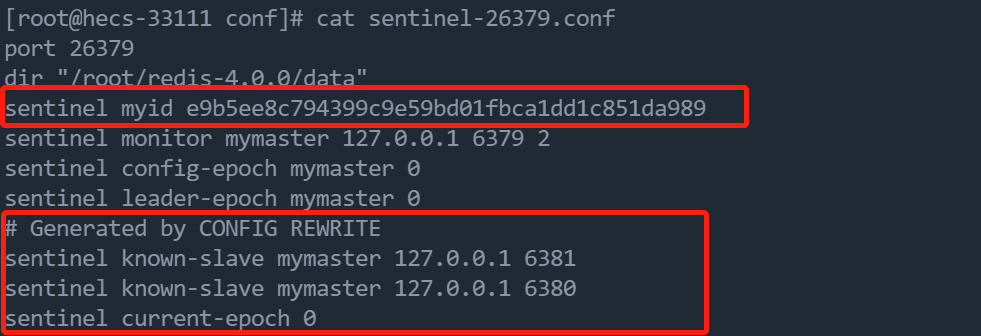 [root@hecs-33111 conf]# cat sentinel-26379.conf
port 26379
dir "/root/redis-4.0.0/data"
sentinel myid e9b5ee8c794399c9e59bd01fbca1dd1c851da989
sentinel monitor mymaster 127.0.0.1 6379 2
sentinel config-epoch mymaster 0
sentinel leader-epoch mymaster 0
# Generated by CONFIG REWRITE
sentinel known-slave mymaster 127.0.0.1 6381
sentinel known-slave mymaster 127.0.0.1 6380
sentinel current-epoch 0